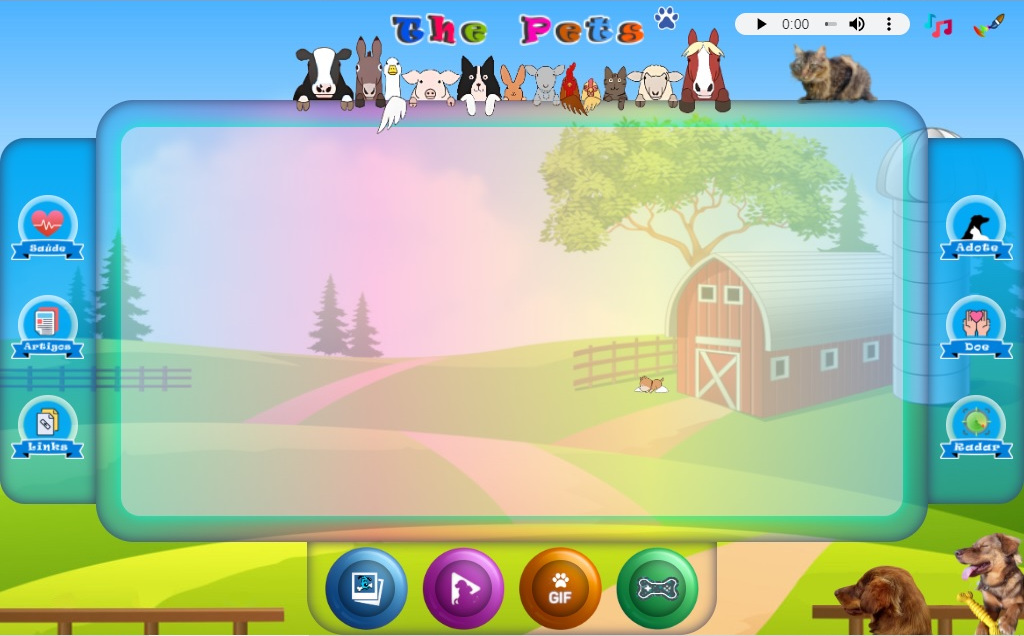 The Pets
0:00
Saúde
Adote
Artigos
Doe
Links
Radar
GIF